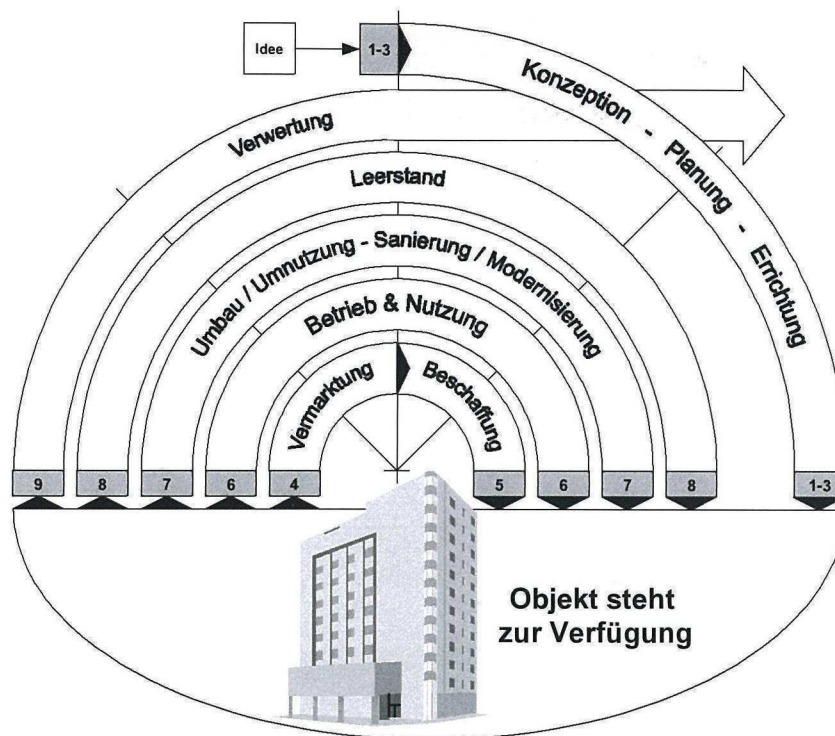 Idee
1-3
Konzeption - Planung - Errichtung
Verwertung
Leerstand
Umbau / Umnutzung - Sanierung / Modernisierung
Betrieb & Nutzung
Vermarktung
Beschaffung
9
8
7
6
4
5
6
7
8
1-3
Objekt steht
zur Verfügung